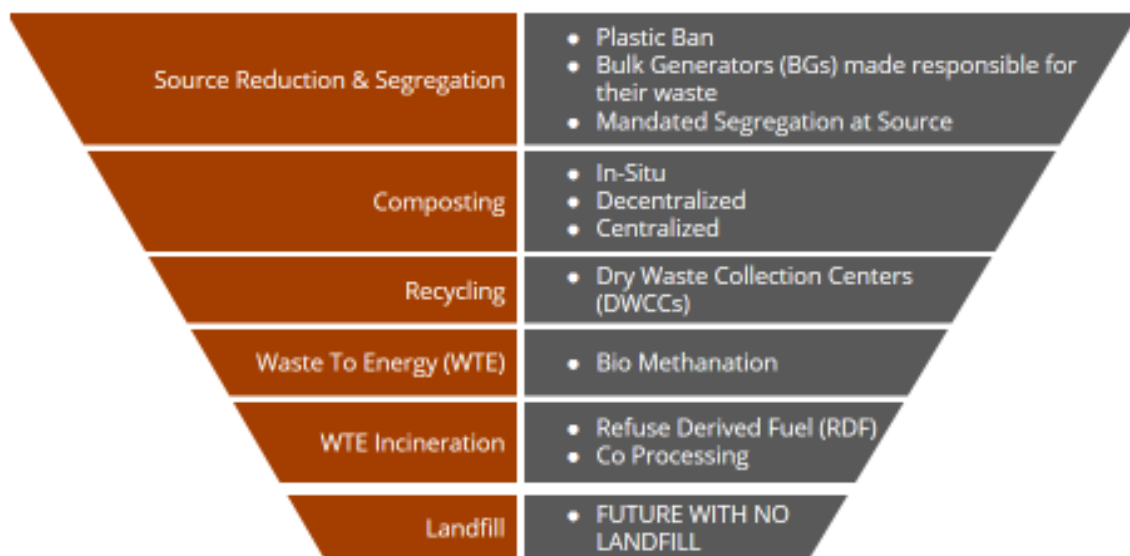 Source Reduction & Segregation
● Plastic Ban
● Bulk Generators (BGs) made responsible for
their waste
● Mandated Segregation at Source
Composting
● In-Situ
● Decentralized
● Centralized
Recycling
● Dry Waste Collection Centers
(DWCCs)
Waste To Energy (WTE)
● Bio Methanation
WTE Incineration
● Refuse Derived Fuel (RDF)
● Co Processing
Landfill
● FUTURE WITH NO
LANDFILL